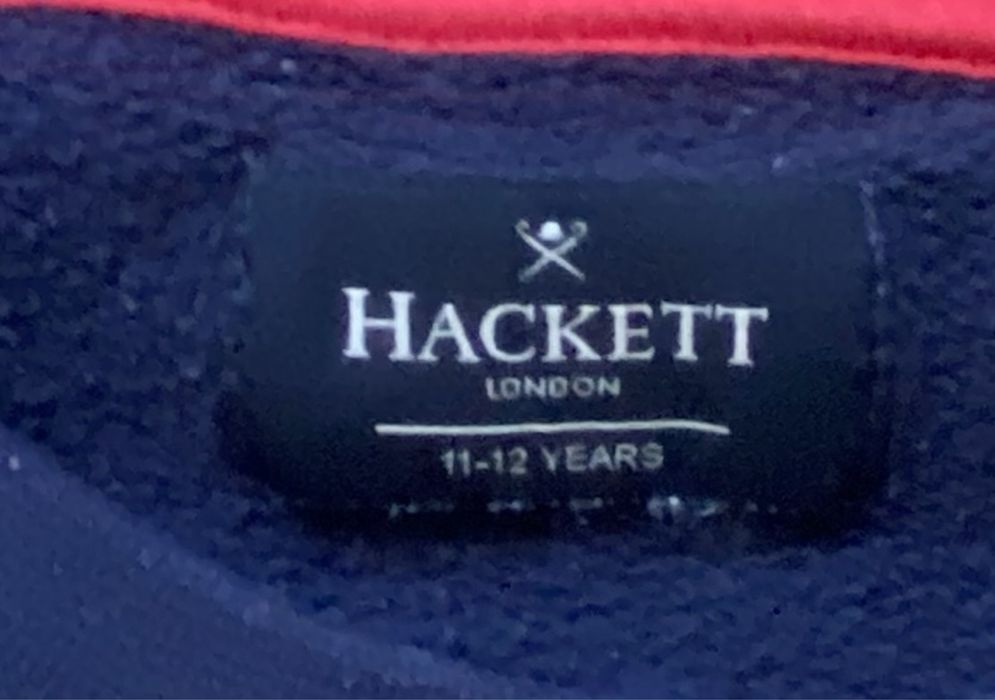 HACKETT
LONDON
11-12 YEARS